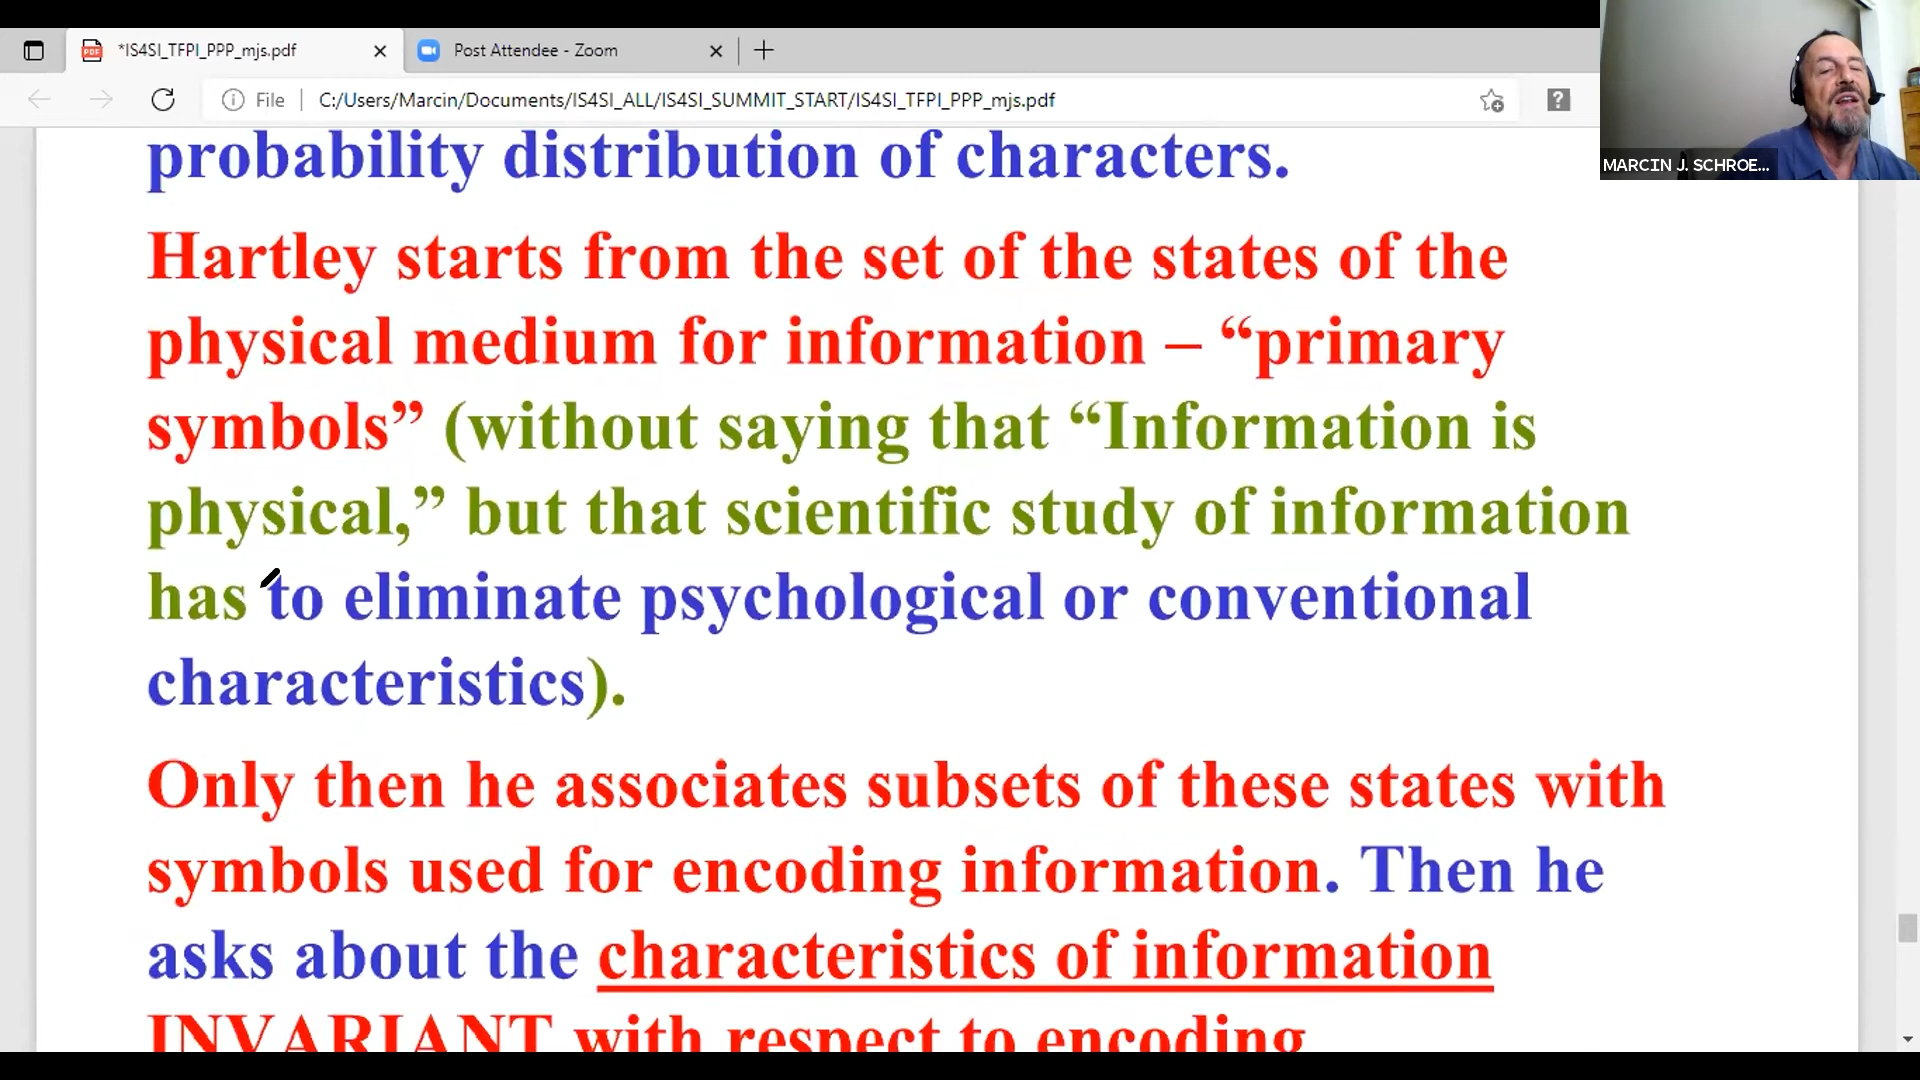 *IS4SI_TFPI_PPP_mjs.pdf
Post Attendee - Zoom
File
C:/Users/Marcin/Documents/IS4SI_ALL/IS4SI_SUMMIT_START/IS4SI_TFPI_PPP_mjs.pdf
MARCIN J. SCHROE...
probability distribution of characters.
Hartley starts from the set of the states of the
physical medium for information – “primary
symbols” (without saying that “Information is
physical,” but that scientific study of information
has to eliminate psychological or conventional
characteristics).
Only then he associates subsets of these states with
symbols used for encoding information. Then he
asks about the characteristics of information
INVARIANT with respect to encoding